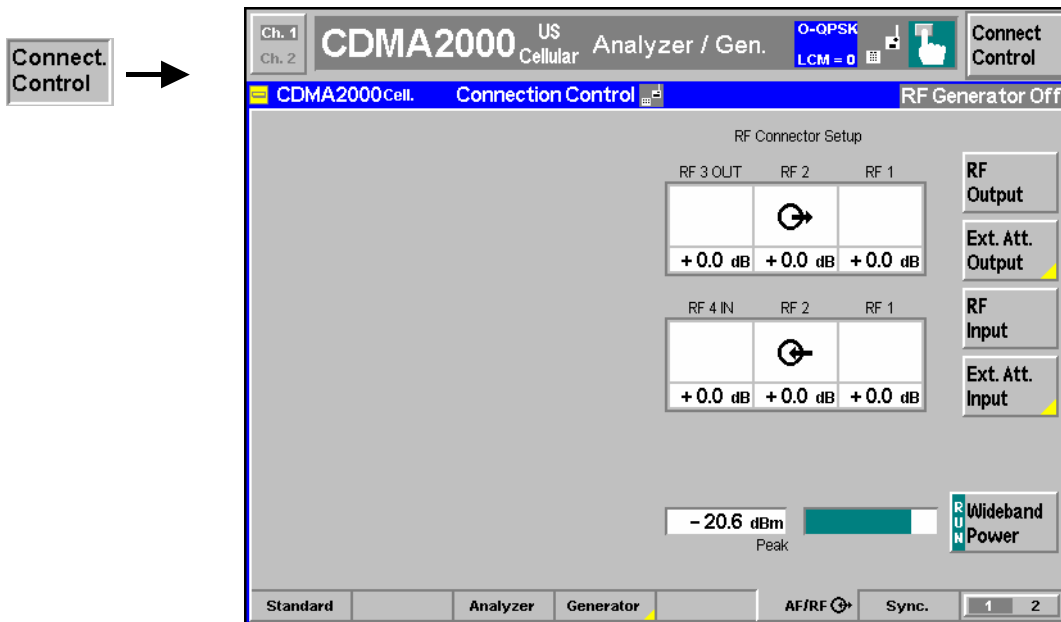 Connect.
Control
Ch. 1
Ch. 2
CDMA2000 US Cellular Analyzer / Gen.
O-QPSK
LCM = 0
Connect
Control
CDMA2000 Cell. Connection Control
RF Generator Off
RF Connector Setup
RF 3 OUT RF 2 RF 1
+ 0.0 dB + 0.0 dB + 0.0 dB
RF
Output
Ext. Att.
Output
RF 4 IN RF 2 RF 1
+ 0.0 dB + 0.0 dB + 0.0 dB
RF
Input
Ext. Att.
Input
– 20.6 dBm
Peak
RUN
Wideband
Power
Standard Analyzer Generator AF/RF Sync. 1 2